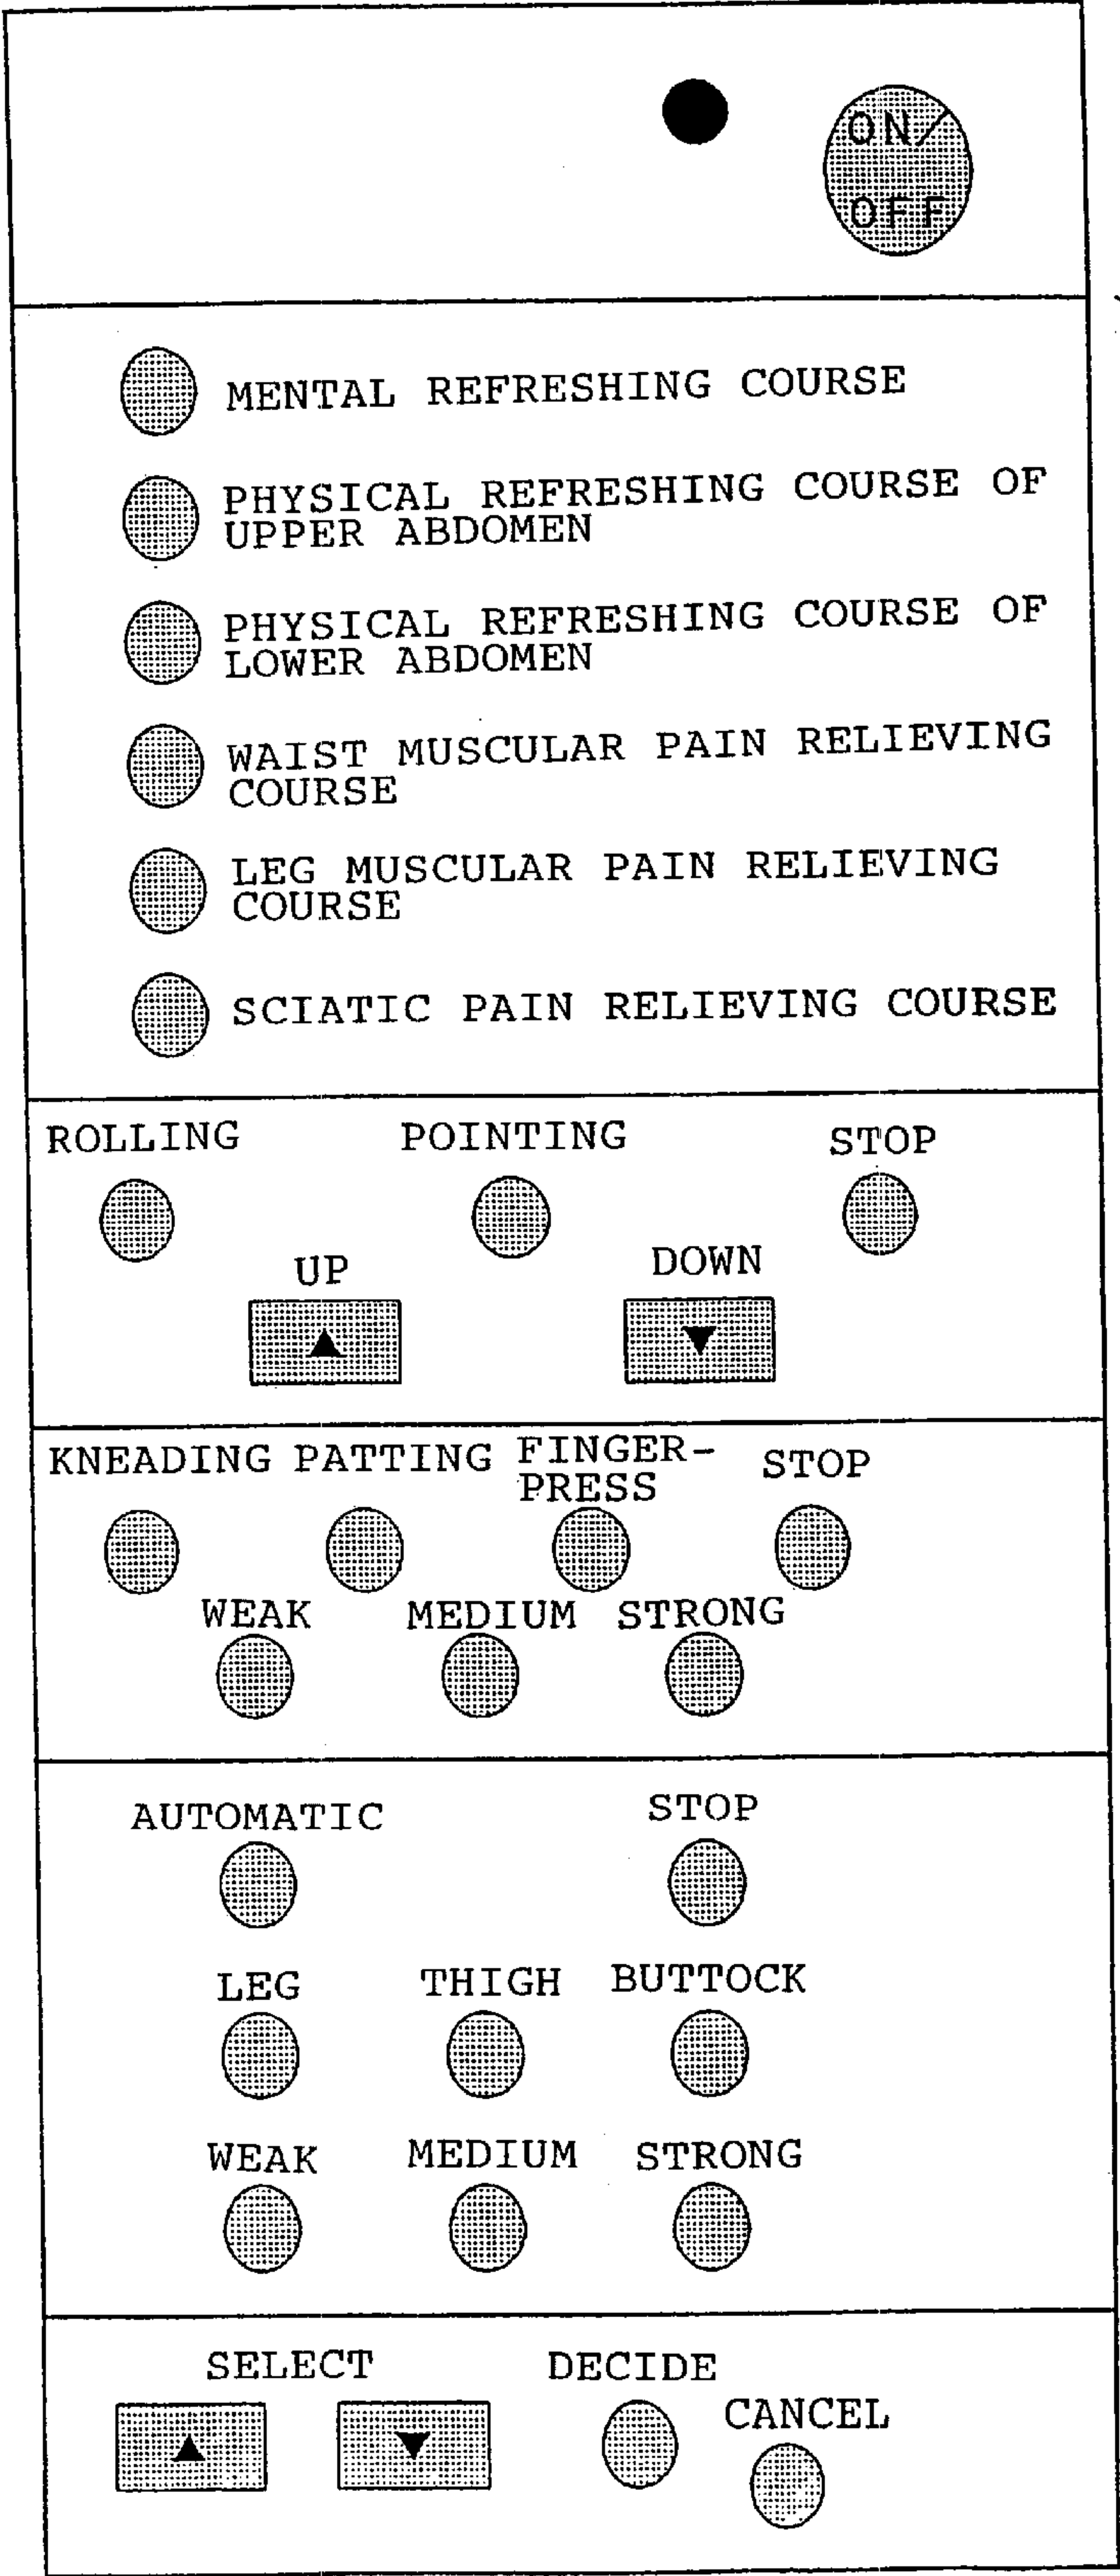 ON/
OFF
MENTAL REFRESHING COURSE
PHYSICAL REFRESHING COURSE OF
UPPER ABDOMEN
PHYSICAL REFRESHING COURSE OF
LOWER ABDOMEN
WAIST MUSCULAR PAIN RELIEVING
COURSE
LEG MUSCULAR PAIN RELIEVING
COURSE
SCIATIC PAIN RELIEVING COURSE
ROLLING POINTING STOP
UP DOWN
▲ ▼
KNEADING PATTING FINGER-
PRESS STOP
WEAK MEDIUM STRONG
AUTOMATIC STOP
LEG THIGH BUTTOCK
WEAK MEDIUM STRONG
SELECT DECIDE
CANCEL
▲ ▼